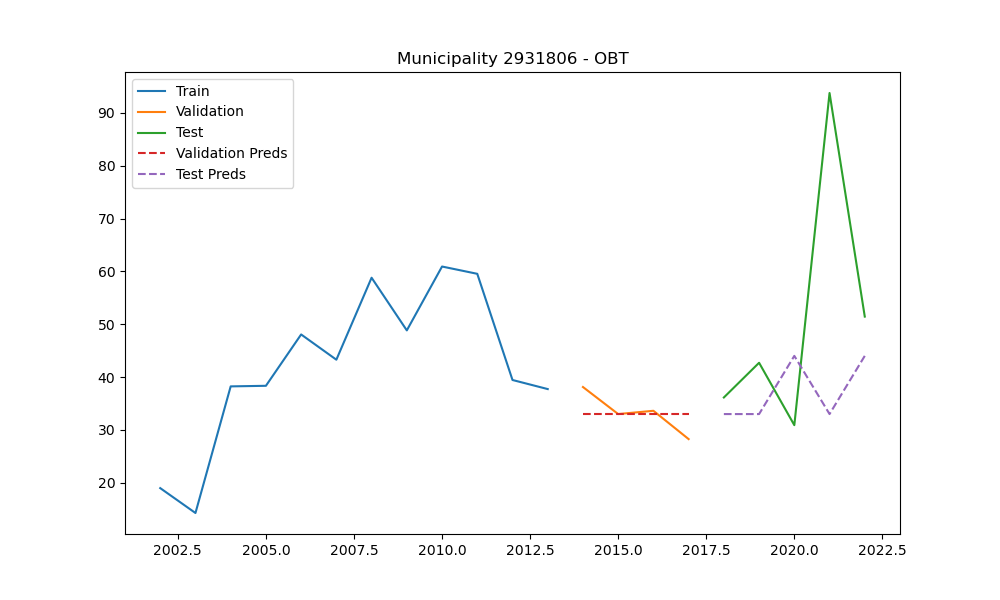 Municipality 2931806 - OBT
Train
Validation
Test
Validation Preds
Test Preds
90
80
70
60
50
40
30
20
2002.5 2005.0 2007.5 2010.0 2012.5 2015.0 2017.5 2020.0 2022.5